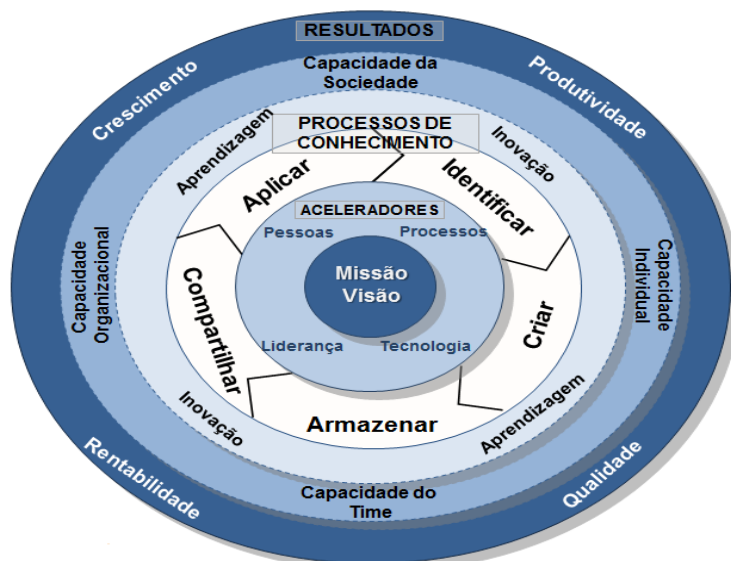 RESULTADOS
Crescimento
Produtividade
Capacidade da
Sociedade
PROCESSOS DE
CONHECIMENTO
Aprendizagem
Inovação
Aplicar
Identificar
ACELERADORES
Pessoas
Processos
Missão
Visão
Capacidade
Organizacional
Capacidade
Individual
Compartilhar
Criar
Liderança
Tecnologia
Armazenar
Inovação
Aprendizagem
Capacidade do
Time
Rentabilidade
Qualidade